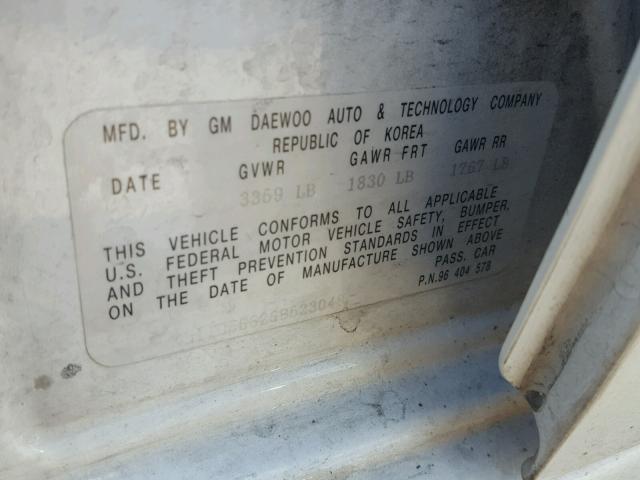 MFD. BY GM DAEWOO AUTO & TECHNOLOGY COMPANY
REPUBLIC OF KOREA
DATE GVWR GAWR FRT GAWR RR
3369 LB 1830 LB 1767 LB
THIS VEHICLE CONFORMS TO ALL APPLICABLE
U.S. FEDERAL MOTOR VEHICLE SAFETY, BUMPER,
AND THEFT PREVENTION STANDARDS IN EFFECT
ON THE DATE OF MANUFACTURE SHOWN ABOVE
PASS. CAR
P.N.96 404 578